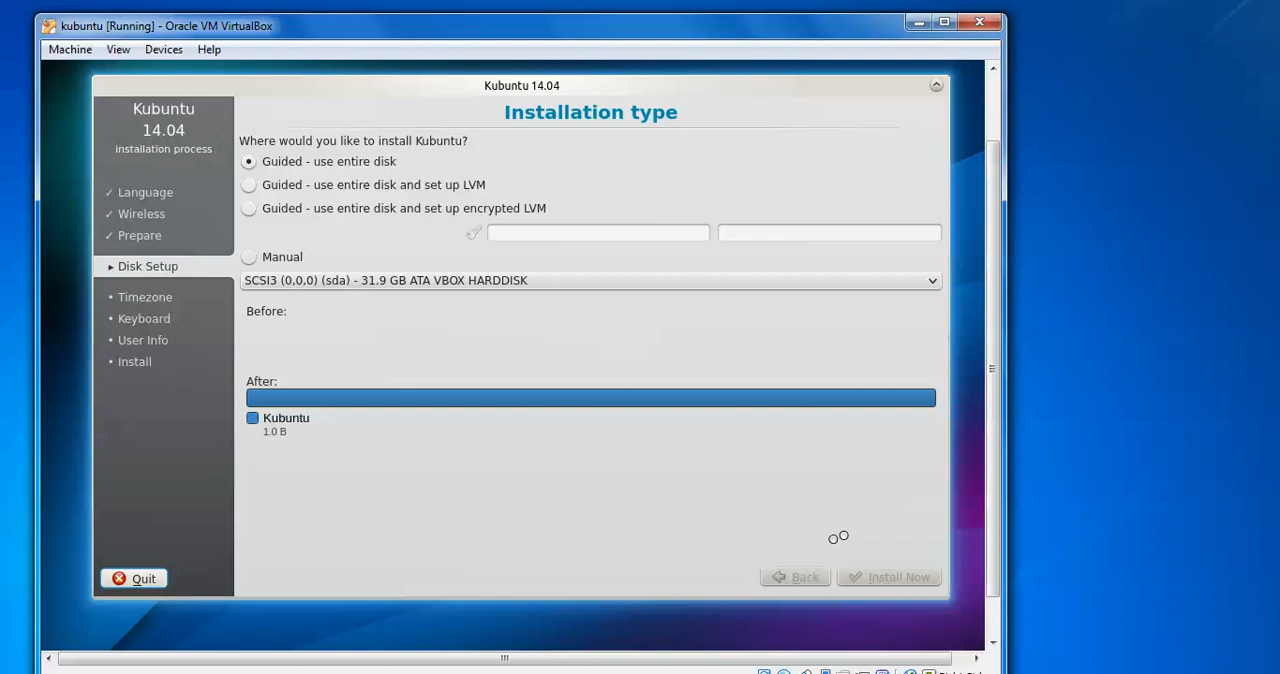 kubuntu [Running] - Oracle VM VirtualBox
Machine View Devices Help
Kubuntu 14.04
Kubuntu
14.04
installation process
✓ Language
✓ Wireless
✓ Prepare
▸ Disk Setup
• Timezone
• Keyboard
• User Info
• Install
Quit
Installation type
Where would you like to install Kubuntu?
Guided - use entire disk
Guided - use entire disk and set up LVM
Guided - use entire disk and set up encrypted LVM
Manual
SCSI3 (0,0,0) (sda) - 31.9 GB ATA VBOX HARDDISK
Before:
After:
Kubuntu
1.0 B
Back Install Now